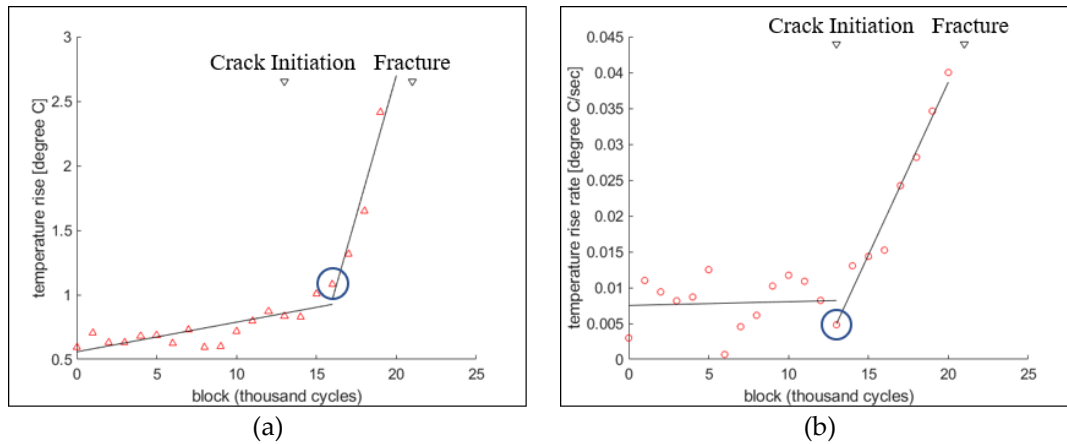 Crack Initiation Fracture
temperature rise [degree C]
3
2.5
2
1.5
1
0.5
0 5 10 15 20 25
block (thousand cycles)
(a)
Crack Initiation Fracture
temperature rise rate [degree C/sec]
0.045
0.04
0.035
0.03
0.025
0.02
0.015
0.01
0.005
0
0 5 10 15 20 25
block (thousand cycles)
(b)